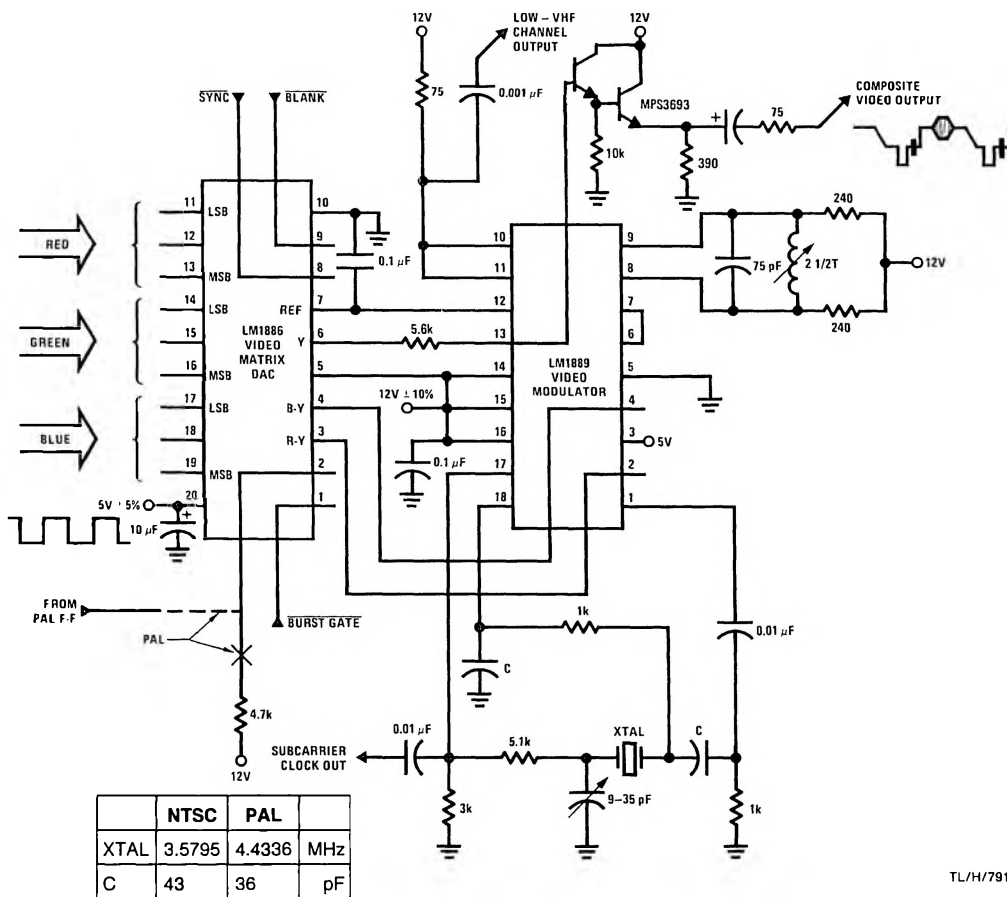 12V
LOW – VHF
CHANNEL
OUTPUT
12V
75
0.001 µF
SYNC
BLANK
MPS3693
COMPOSITE
VIDEO OUTPUT
+
75
10k
390
11 LSB
12
13 MSB
14 LSB
15
16 MSB
17 LSB
18
19 MSB
20
RED
GREEN
BLUE
LM1886
VIDEO
MATRIX
DAC
10
9
8
REF 7
Y 6
5
B-Y 4
R-Y 3
2
1
0.1 µF
5.6k
12V ± 10%
0.1 µF
10
11
12
13
14
15
16
17
18
LM1889
VIDEO
MODULATOR
9
8
7
6
5
4
3
2
1
75 pF
2 1/2T
240
240
12V
5V
5V ± 5%
+
10 µF
FROM
PAL F-F
PAL
BURST GATE
4.7k
12V
1k
C
0.01 µF
0.01 µF
SUBCARRIER
CLOCK OUT
5.1k
XTAL
C
3k
9–35 pF
1k
NTSC PAL
XTAL 3.5795 4.4336 MHz
C 43 36 pF
TL/H/791